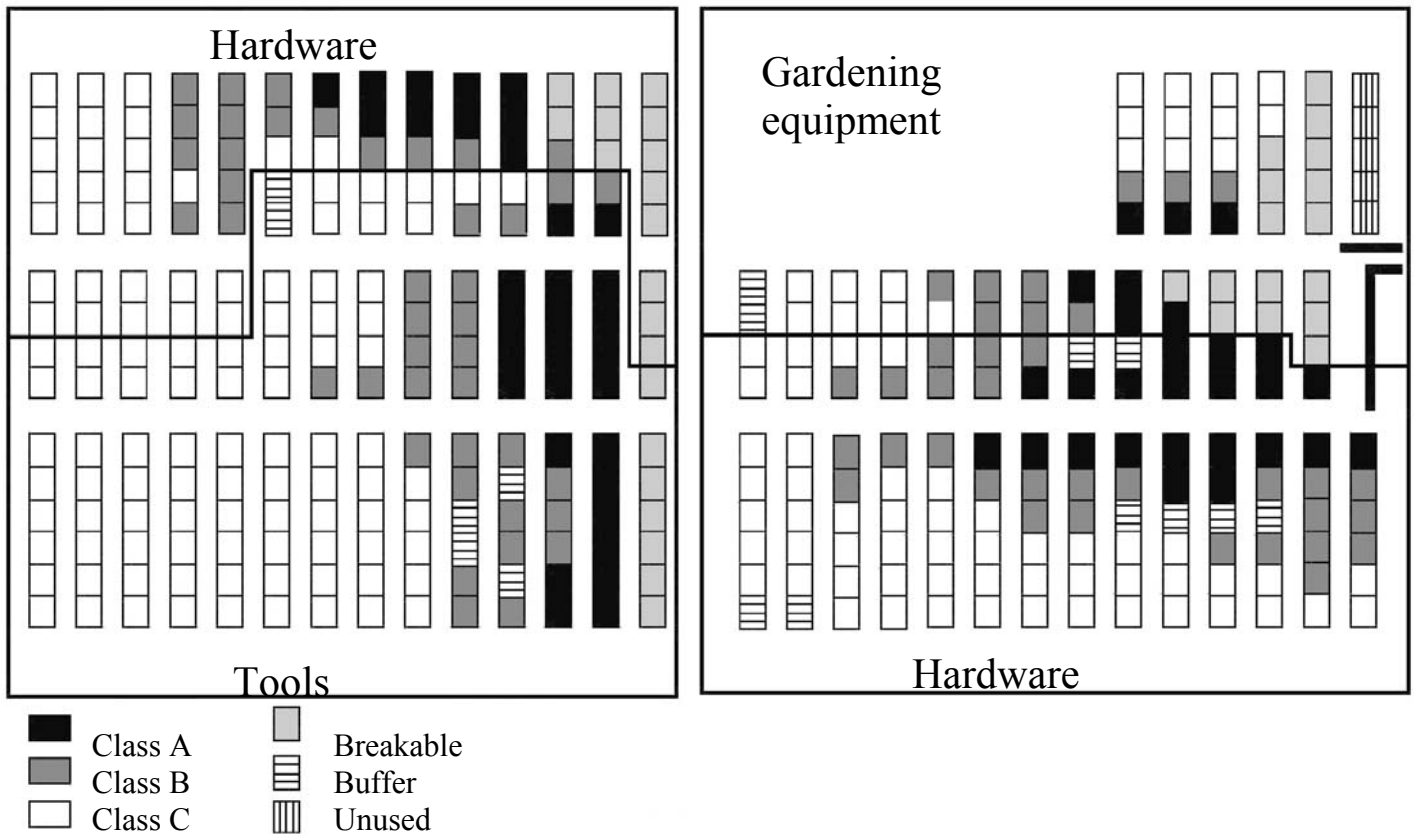 Hardware
Gardening
equipment
Tools
Hardware
Class A
Class B
Class C
Breakable
Buffer
Unused